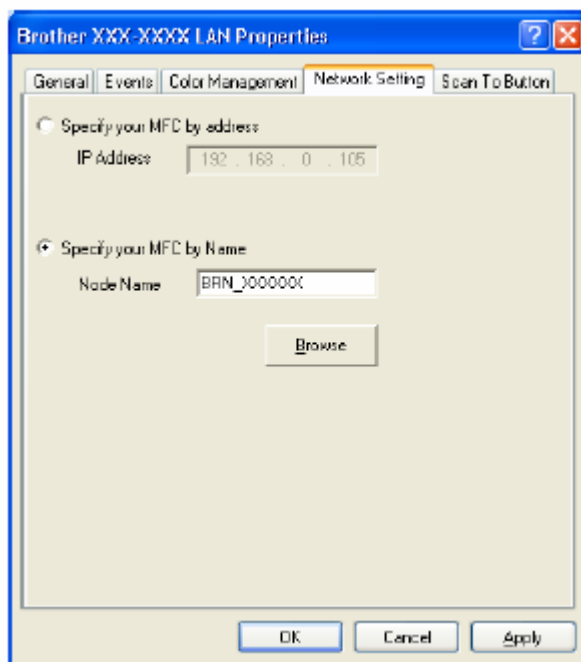 Brother XXX-XXXX LAN Properties
General Events Color Management Network Setting Scan To Button
Specify your MFC by address
IP Address 192 . 168 . 0 . 105
Specify your MFC by Name
Node Name BRN_XXXXXX
Browse
OK Cancel Apply